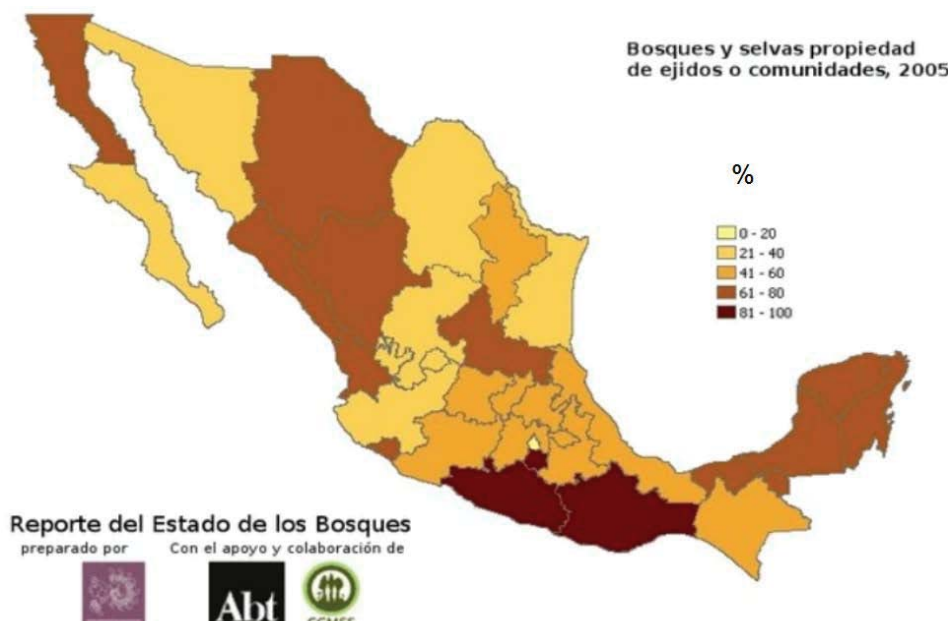 Bosques y selvas propiedad
de ejidos o comunidades, 2005
%
0 - 20
21 - 40
41 - 60
61 - 80
81 - 100
Reporte del Estado de los Bosques
preparado por
Con el apoyo y colaboración de
Abt